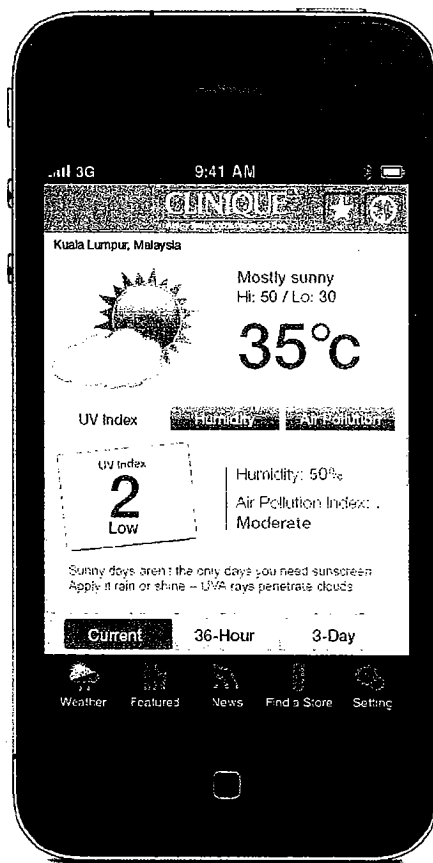 3G 9:41 AM
CLINIQUE
Kuala Lumpur, Malaysia
Mostly sunny
Hi: 50 / Lo: 30
35°c
UV Index Humidity Air Pollution
UV Index
2
Low
Humidity: 50%
Air Pollution Index:
Moderate
Sunny days aren't the only days you need sunscreen
Apply it rain or shine – UVA rays penetrate clouds
Current 36-Hour 3-Day
Weather Featured News Find a Store Setting